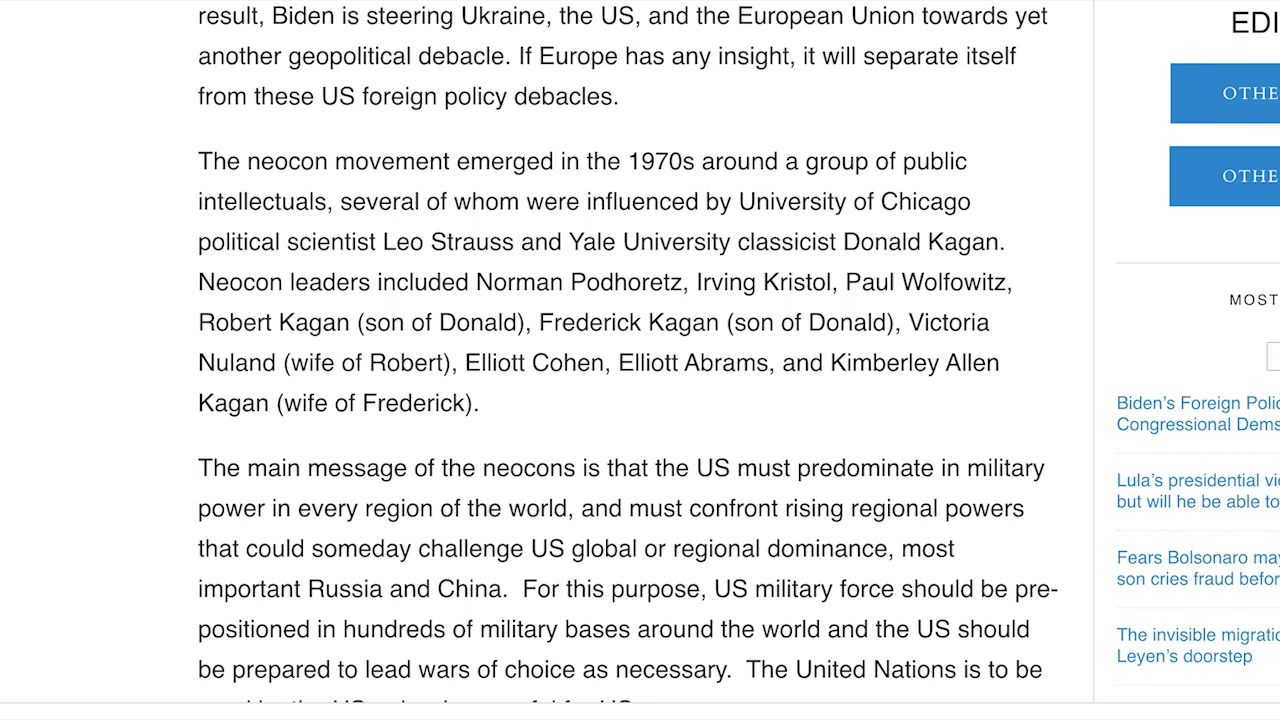 result, Biden is steering Ukraine, the US, and the European Union towards yet
another geopolitical debacle. If Europe has any insight, it will separate itself
from these US foreign policy debacles.
The neocon movement emerged in the 1970s around a group of public
intellectuals, several of whom were influenced by University of Chicago
political scientist Leo Strauss and Yale University classicist Donald Kagan.
Neocon leaders included Norman Podhoretz, Irving Kristol, Paul Wolfowitz,
Robert Kagan (son of Donald), Frederick Kagan (son of Donald), Victoria
Nuland (wife of Robert), Elliott Cohen, Elliott Abrams, and Kimberley Allen
Kagan (wife of Frederick).
The main message of the neocons is that the US must predominate in military
power in every region of the world, and must confront rising regional powers
that could someday challenge US global or regional dominance, most
important Russia and China.  For this purpose, US military force should be pre-
positioned in hundreds of military bases around the world and the US should
be prepared to lead wars of choice as necessary.  The United Nations is to be
EDI
OTHE
OTHE
MOST
Biden's Foreign Polic
Congressional Dems
Lula's presidential vi
but will he be able to
Fears Bolsonaro may
son cries fraud befor
The invisible migratio
Leyen's doorstep